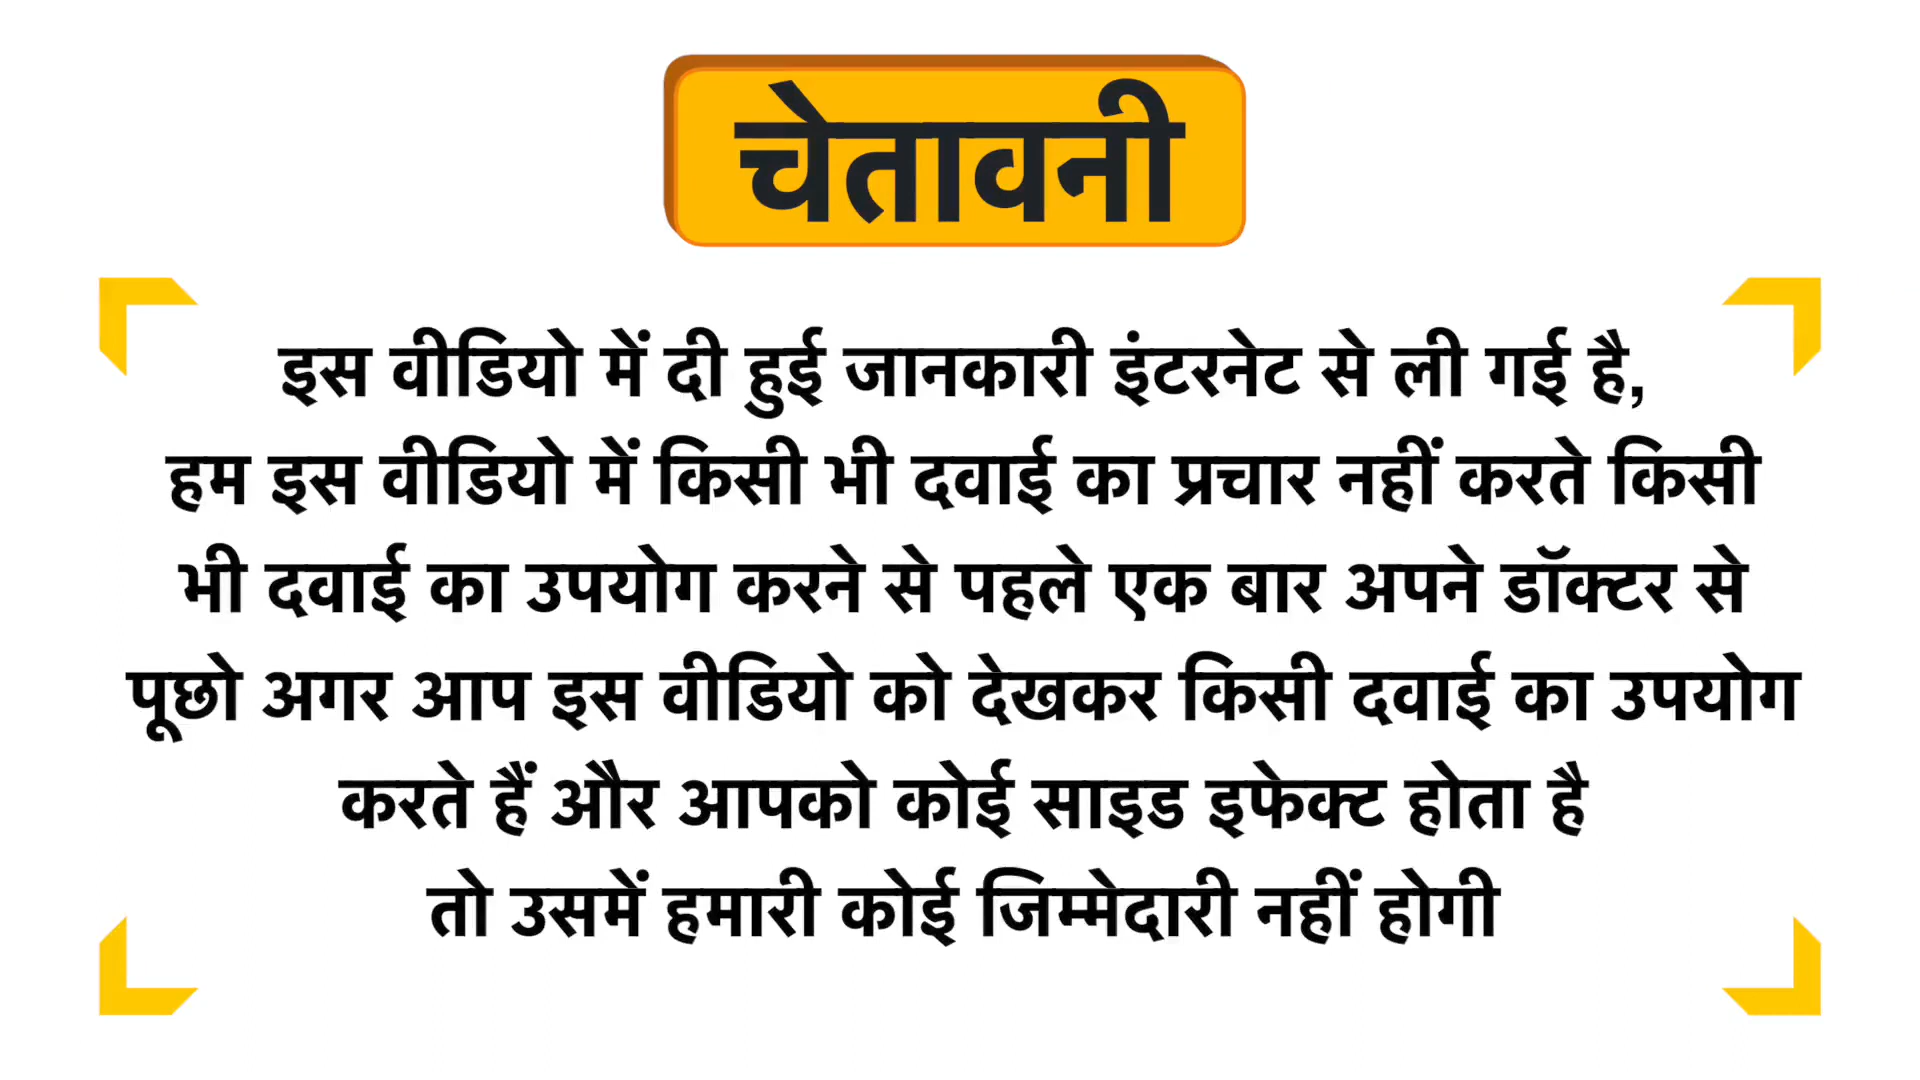 चेतावनी
इस वीडियो में दी हुई जानकारी इंटरनेट से ली गई है,
हम इस वीडियो में किसी भी दवाई का प्रचार नहीं करते किसी
भी दवाई का उपयोग करने से पहले एक बार अपने डॉक्टर से
पूछो अगर आप इस वीडियो को देखकर किसी दवाई का उपयोग
करते हैं और आपको कोई साइड इफेक्ट होता है
तो उसमें हमारी कोई जिम्मेदारी नहीं होगी